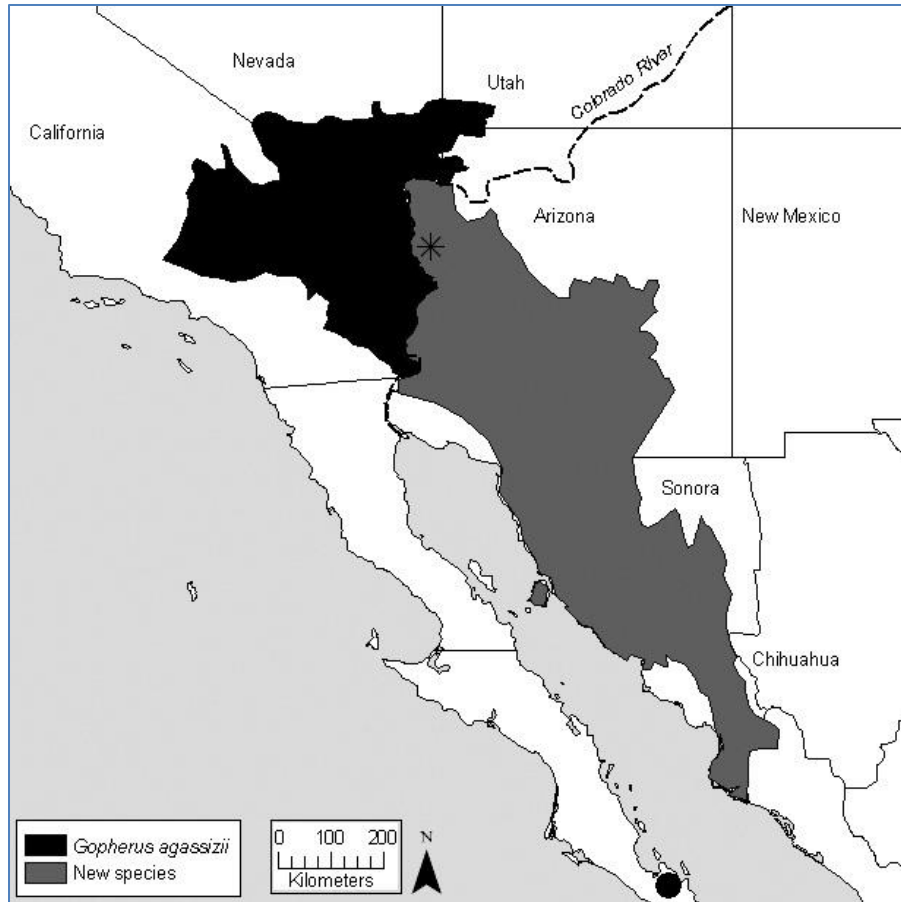 Nevada
Utah
Colorado River
California
Arizona
New Mexico
Sonora
Chihuahua
Gopherus agassizii
New species
0 100 200
Kilometers
N